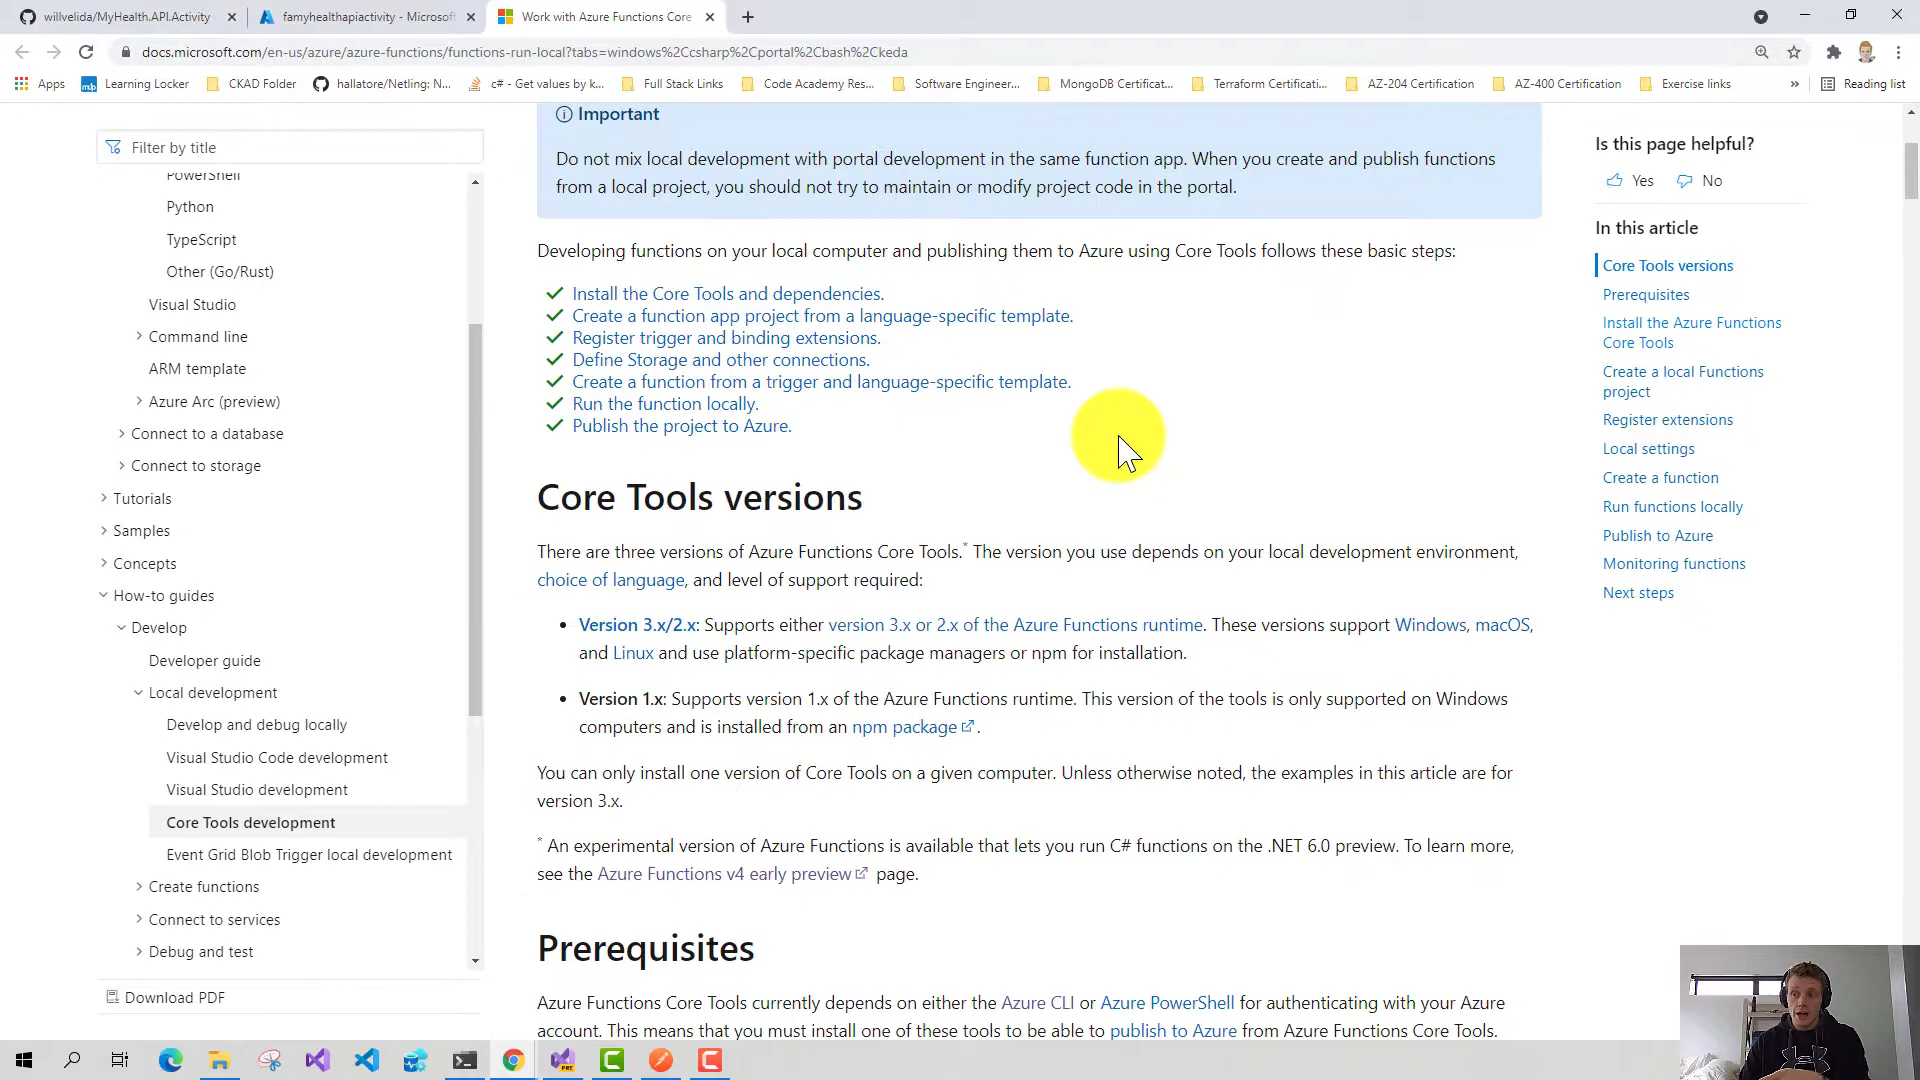 willvelida/MyHealth.API.Activity
famyhealthapiactivity - Microsof
Work with Azure Functions Core
docs.microsoft.com/en-us/azure/azure-functions/functions-run-local?tabs=windows%2Ccsharp%2Cportal%2Cbash%2Ckeda
Apps
Learning Locker
CKAD Folder
hallatore/Netling: N...
c# - Get values by k...
Full Stack Links
Code Academy Res...
Software Engineer...
MongoDB Certificat...
Terraform Certificati...
AZ-204 Certification
AZ-400 Certification
Exercise links
»
Reading list
Filter by title
PowerShell
Python
TypeScript
Other (Go/Rust)
Visual Studio
Command line
ARM template
Azure Arc (preview)
Connect to a database
Connect to storage
Tutorials
Samples
Concepts
How-to guides
Develop
Developer guide
Local development
Develop and debug locally
Visual Studio Code development
Visual Studio development
Core Tools development
Event Grid Blob Trigger local development
Create functions
Connect to services
Debug and test
Download PDF
Important
Do not mix local development with portal development in the same function app. When you create and publish functions
from a local project, you should not try to maintain or modify project code in the portal.
Developing functions on your local computer and publishing them to Azure using Core Tools follows these basic steps:
Install the Core Tools and dependencies.
Create a function app project from a language-specific template.
Register trigger and binding extensions.
Define Storage and other connections.
Create a function from a trigger and language-specific template.
Run the function locally.
Publish the project to Azure.
Core Tools versions
There are three versions of Azure Functions Core Tools.* The version you use depends on your local development environment,
choice of language, and level of support required:
• Version 3.x/2.x: Supports either version 3.x or 2.x of the Azure Functions runtime. These versions support Windows, macOS,
and Linux and use platform-specific package managers or npm for installation.
• Version 1.x: Supports version 1.x of the Azure Functions runtime. This version of the tools is only supported on Windows
computers and is installed from an npm package.
You can only install one version of Core Tools on a given computer. Unless otherwise noted, the examples in this article are for
version 3.x.
* An experimental version of Azure Functions is available that lets you run C# functions on the .NET 6.0 preview. To learn more,
see the Azure Functions v4 early preview page.
Prerequisites
Azure Functions Core Tools currently depends on either the Azure CLI or Azure PowerShell for authenticating with your Azure
account. This means that you must install one of these tools to be able to publish to Azure from Azure Functions Core Tools.
Is this page helpful?
Yes
No
In this article
Core Tools versions
Prerequisites
Install the Azure Functions
Core Tools
Create a local Functions
project
Register extensions
Local settings
Create a function
Run functions locally
Publish to Azure
Monitoring functions
Next steps